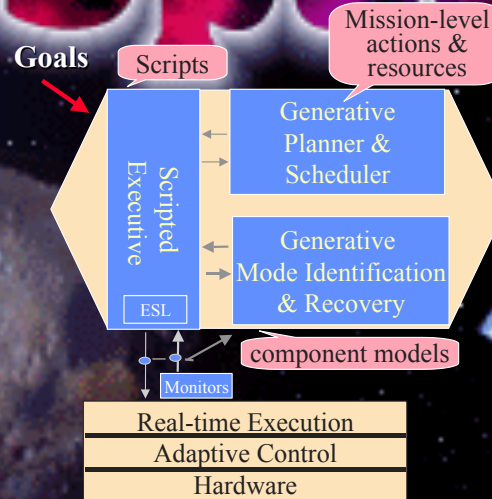 Mission-level
actions &
resources
Goals
Scripts
Generative
Planner &
Scheduler
Scripted
Executive
Generative
Mode Identification
& Recovery
ESL
component models
Monitors
Real-time Execution
Adaptive Control
Hardware